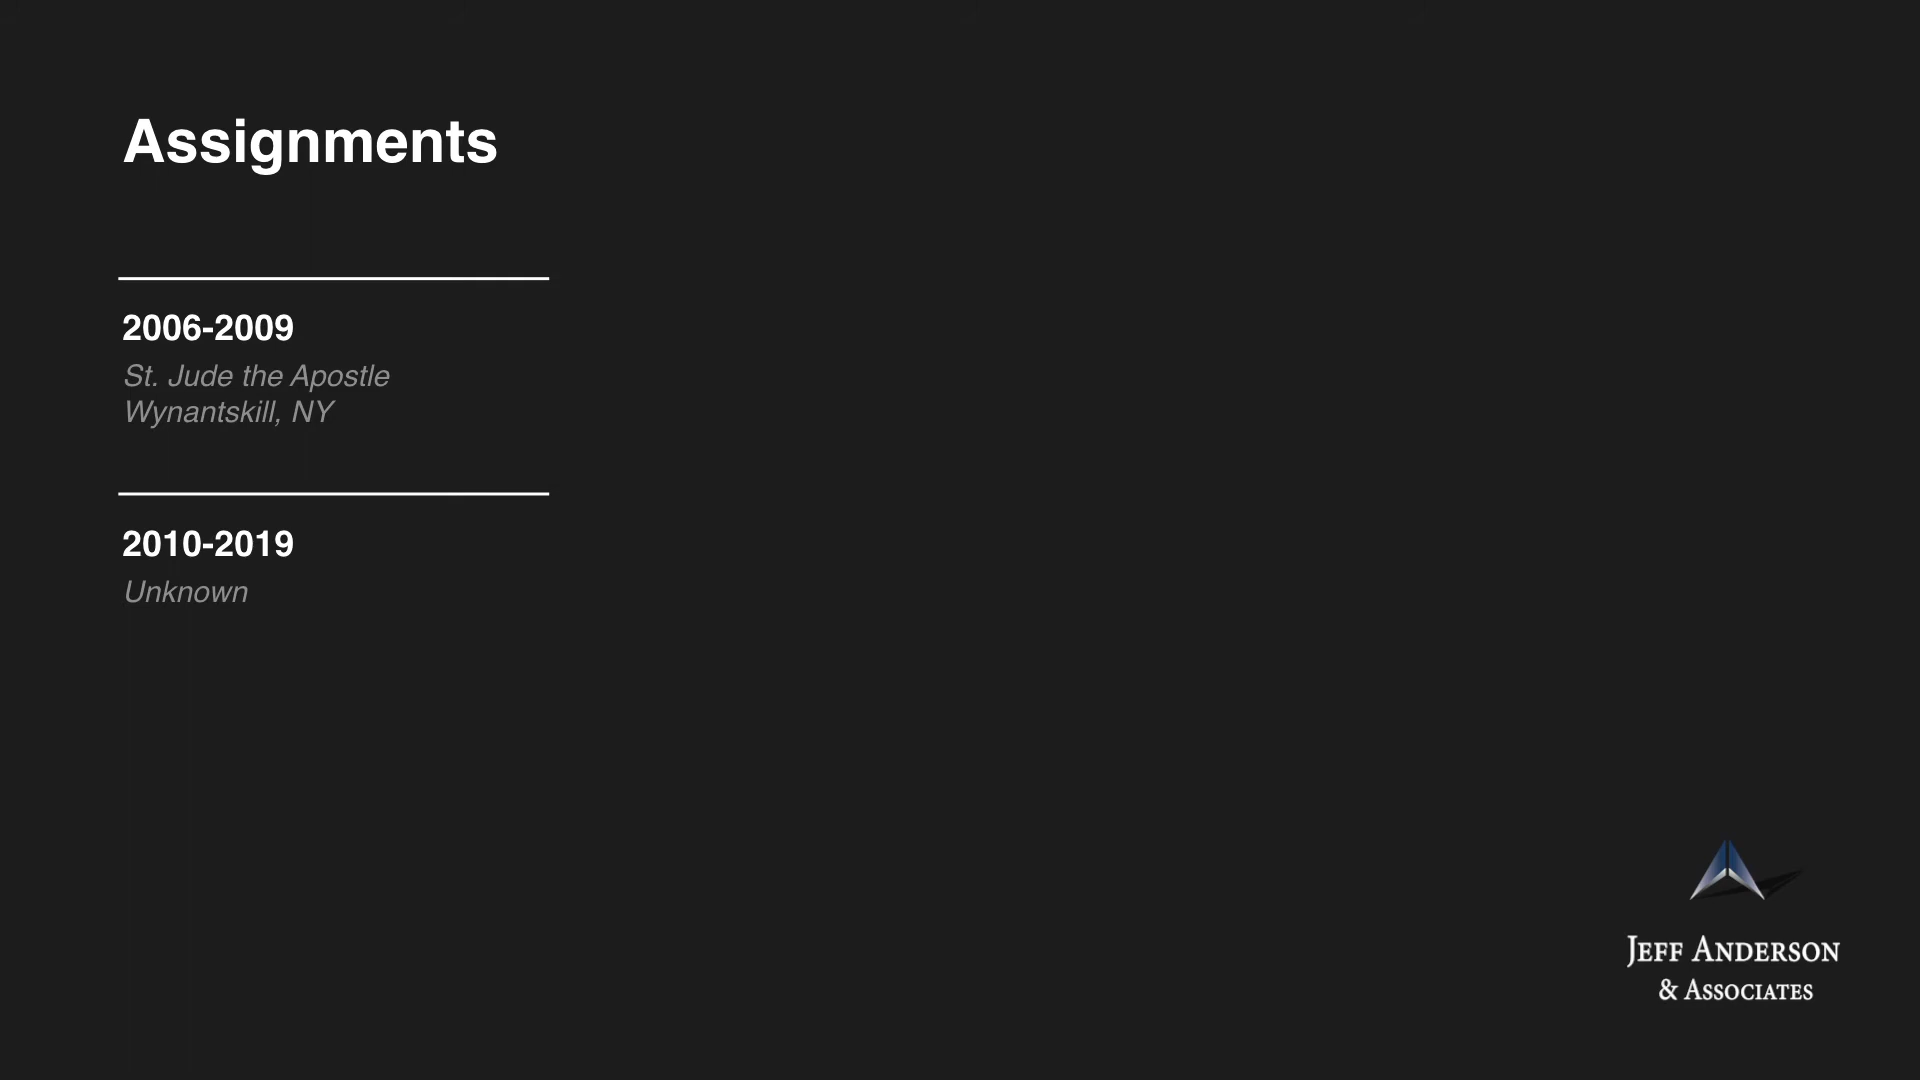 Assignments
2006-2009
St. Jude the Apostle
Wynantskill, NY
2010-2019
Unknown
JEFF ANDERSON
& ASSOCIATES